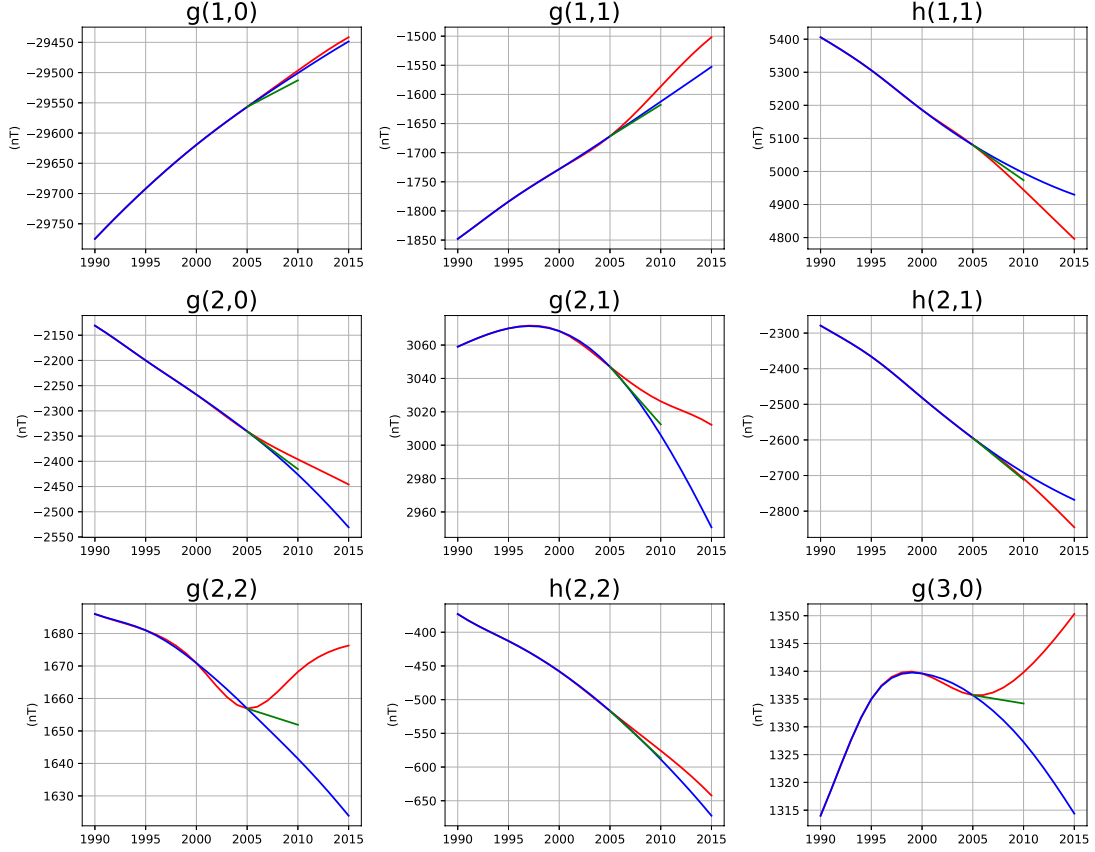 g(1,0)
(nT)
−29450
−29500
−29550
−29600
−29650
−29700
−29750
1990 1995 2000 2005 2010 2015
g(1,1)
(nT)
−1500
−1550
−1600
−1650
−1700
−1750
−1800
−1850
1990 1995 2000 2005 2010 2015
h(1,1)
(nT)
5400
5300
5200
5100
5000
4900
4800
1990 1995 2000 2005 2010 2015
g(2,0)
(nT)
−2150
−2200
−2250
−2300
−2350
−2400
−2450
−2500
−2550
1990 1995 2000 2005 2010 2015
g(2,1)
(nT)
3060
3040
3020
3000
2980
2960
1990 1995 2000 2005 2010 2015
h(2,1)
(nT)
−2300
−2400
−2500
−2600
−2700
−2800
1990 1995 2000 2005 2010 2015
g(2,2)
(nT)
1680
1670
1660
1650
1640
1630
1990 1995 2000 2005 2010 2015
h(2,2)
(nT)
−400
−450
−500
−550
−600
−650
1990 1995 2000 2005 2010 2015
g(3,0)
(nT)
1350
1345
1340
1335
1330
1325
1320
1315
1990 1995 2000 2005 2010 2015